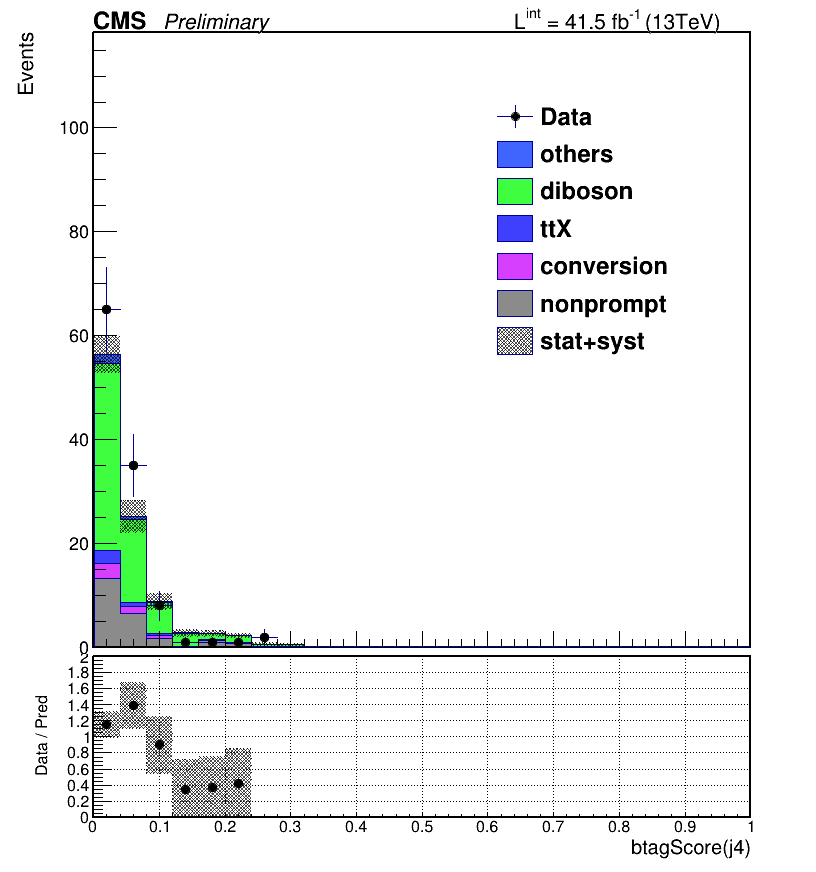 CMS Preliminary L^int = 41.5 fb^-1 (13TeV)
Events
100
80
60
40
20
0
Data
others
diboson
ttX
conversion
nonprompt
stat+syst
Data / Pred
2
1.8
1.6
1.4
1.2
1
0.8
0.6
0.4
0.2
0
0 0.1 0.2 0.3 0.4 0.5 0.6 0.7 0.8 0.9 1
btagScore(j4)